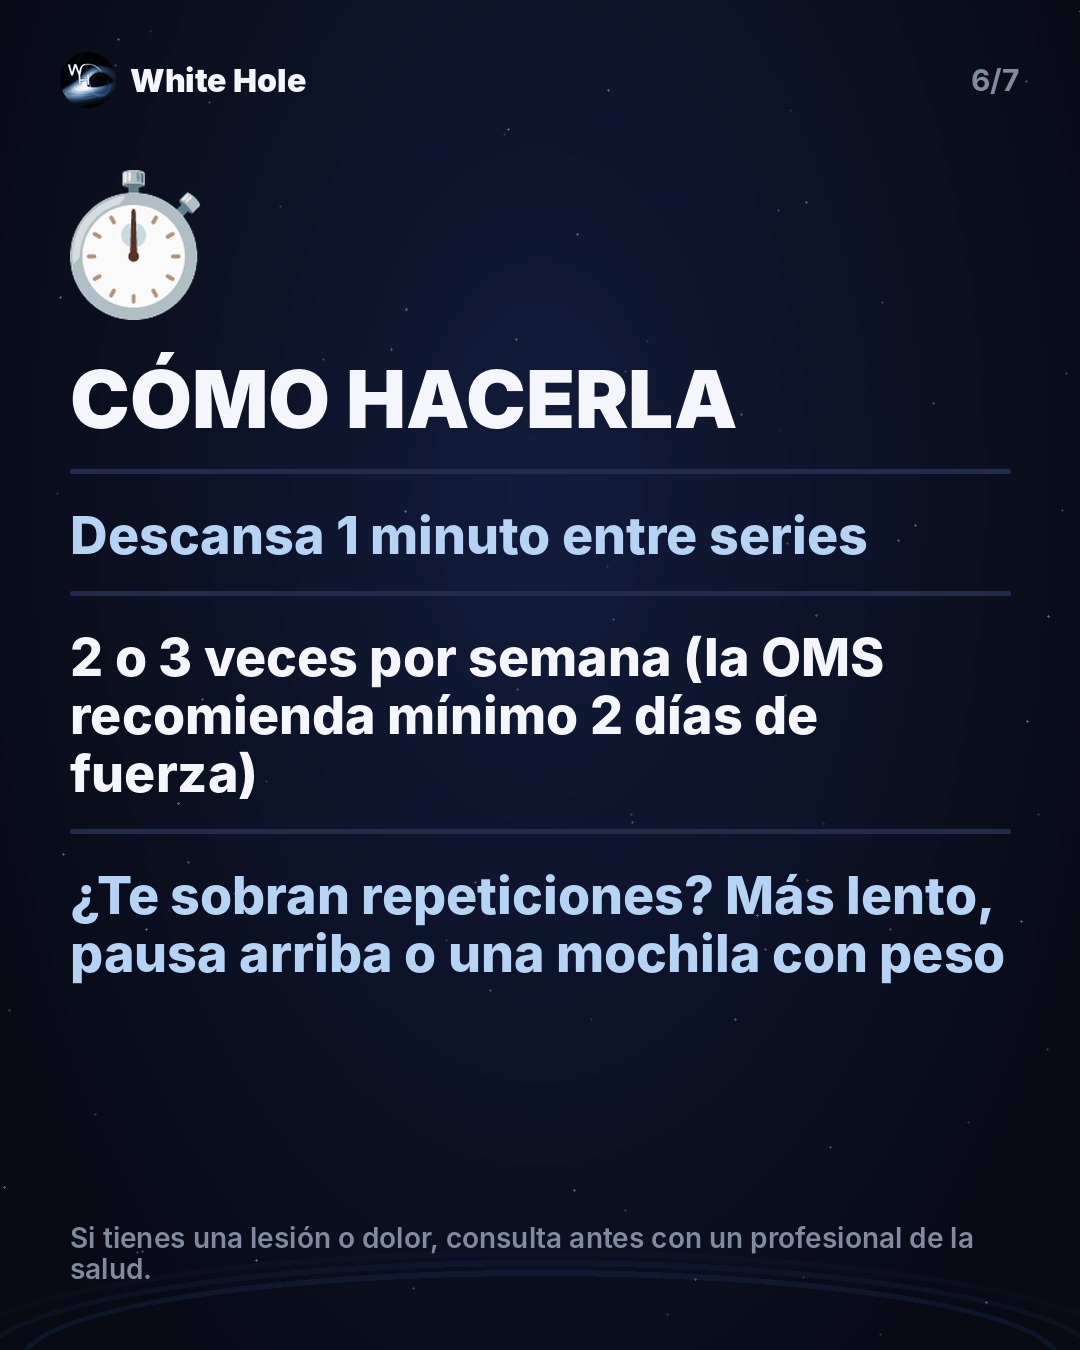 WH
White Hole
6/7
CÓMO HACERLA
Descansa 1 minuto entre series
2 o 3 veces por semana (la OMS
recomienda mínimo 2 días de
fuerza)
¿Te sobran repeticiones? Más lento,
pausa arriba o una mochila con peso
Si tienes una lesión o dolor, consulta antes con un profesional de la
salud.